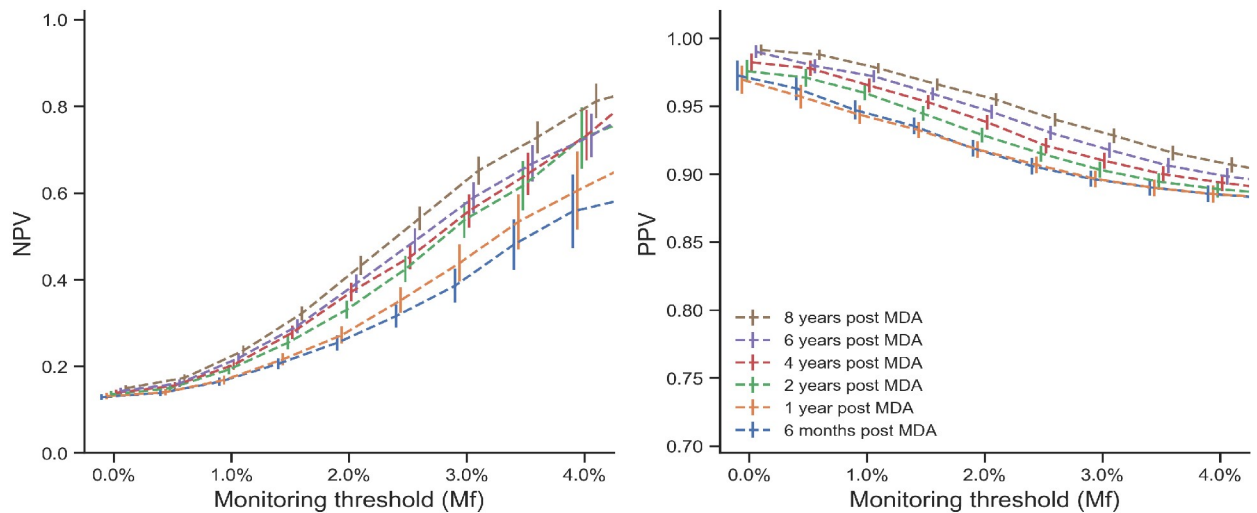 1.0
0.8
0.6
0.4
0.2
0.0
NPV
0.0% 1.0% 2.0% 3.0% 4.0%
Monitoring threshold (Mf)
1.00
0.95
0.90
0.85
0.80
0.75
0.70
PPV
8 years post MDA
6 years post MDA
4 years post MDA
2 years post MDA
1 year post MDA
6 months post MDA
0.0% 1.0% 2.0% 3.0% 4.0%
Monitoring threshold (Mf)